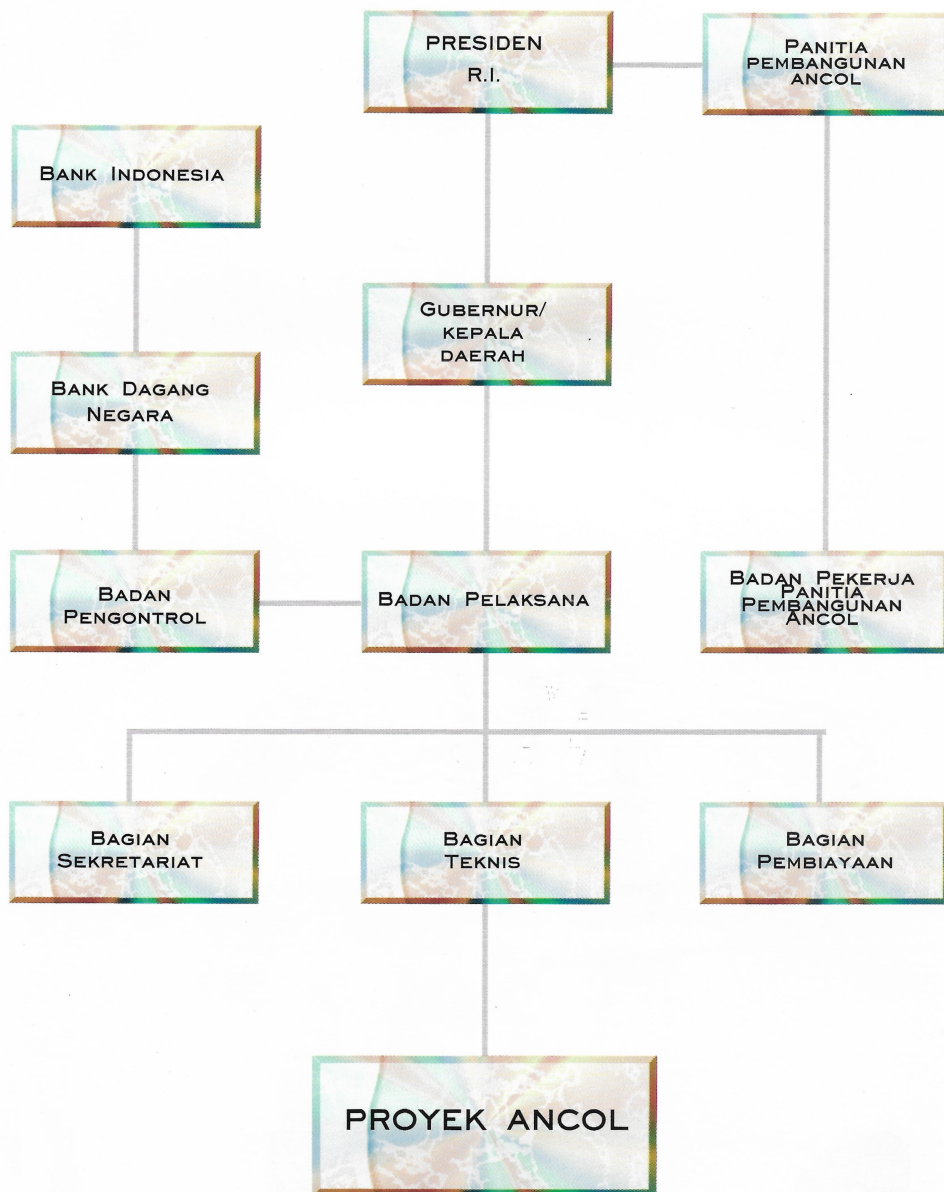 PRESIDEN
R.I.
PANITIA
PEMBANGUNAN
ANCOL
BANK INDONESIA
GUBERNUR/
KEPALA
DAERAH
BANK DAGANG
NEGARA
BADAN
PENGONTROL
BADAN PELAKSANA
BADAN PEKERJA
PANITIA
PEMBANGUNAN
ANCOL
BAGIAN
SEKRETARIAT
BAGIAN
TEKNIS
BAGIAN
PEMBIAYAAN
PROYEK ANCOL